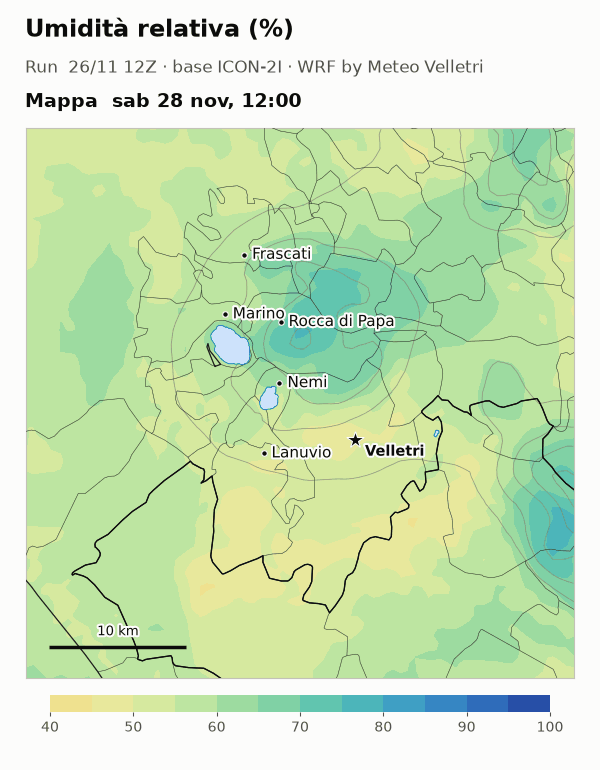 Umidità relativa (%)
Run 26/11 12Z · base ICON-2I · WRF by Meteo Velletri
Mappa sab 28 nov, 12:00
Frascati
Marino
Rocca di Papa
Nemi
Velletri
Lanuvio
10 km
40 50 60 70 80 90 100